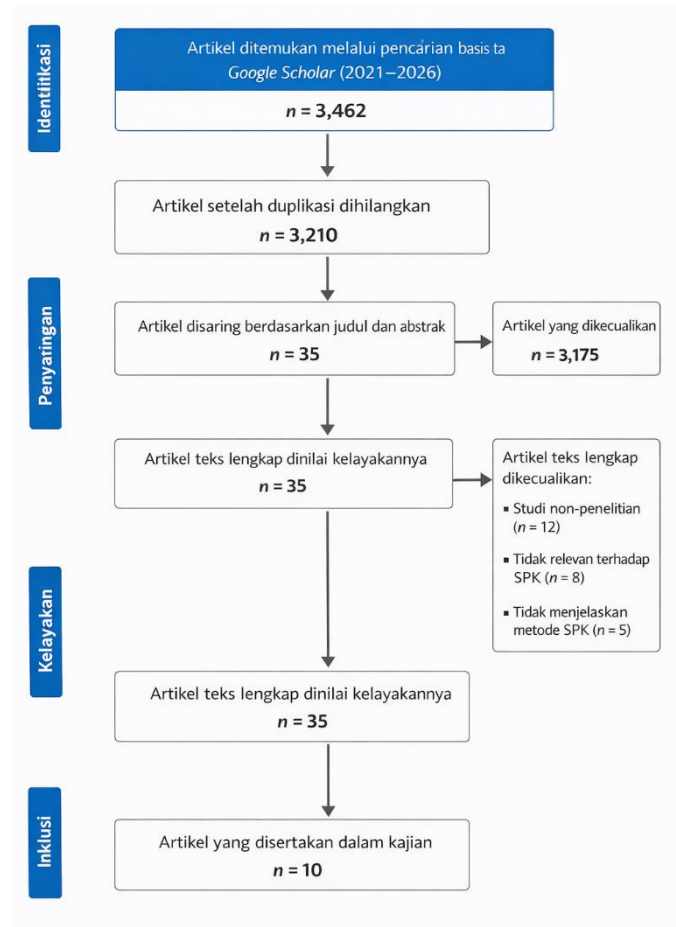 Identiitkasi
Artikel ditemukan melalui pencárian basis ta
Google Scholar (2021–2026)
n = 3,462
Artikel setelah duplikasi dihilangkan
n = 3,210
Penyatingan
Artikel disaring berdasarkan judul dan abstrak
n = 35
Artikel yang dikecualikan
n = 3,175
Artikel teks lengkap dinilai kelayakannya
n = 35
Artikel teks lengkap
dikecualikan:
▪ Studi non-penelitian
(n = 12)
▪ Tidak relevan terhadap
SPK (n = 8)
▪ Tidak menjelaskan
metode SPK (n = 5)
Kelayakan
Artikel teks lengkap dinilai kelayakannya
n = 35
Inklusi
Artikel yang disertakan dalam kajian
n = 10